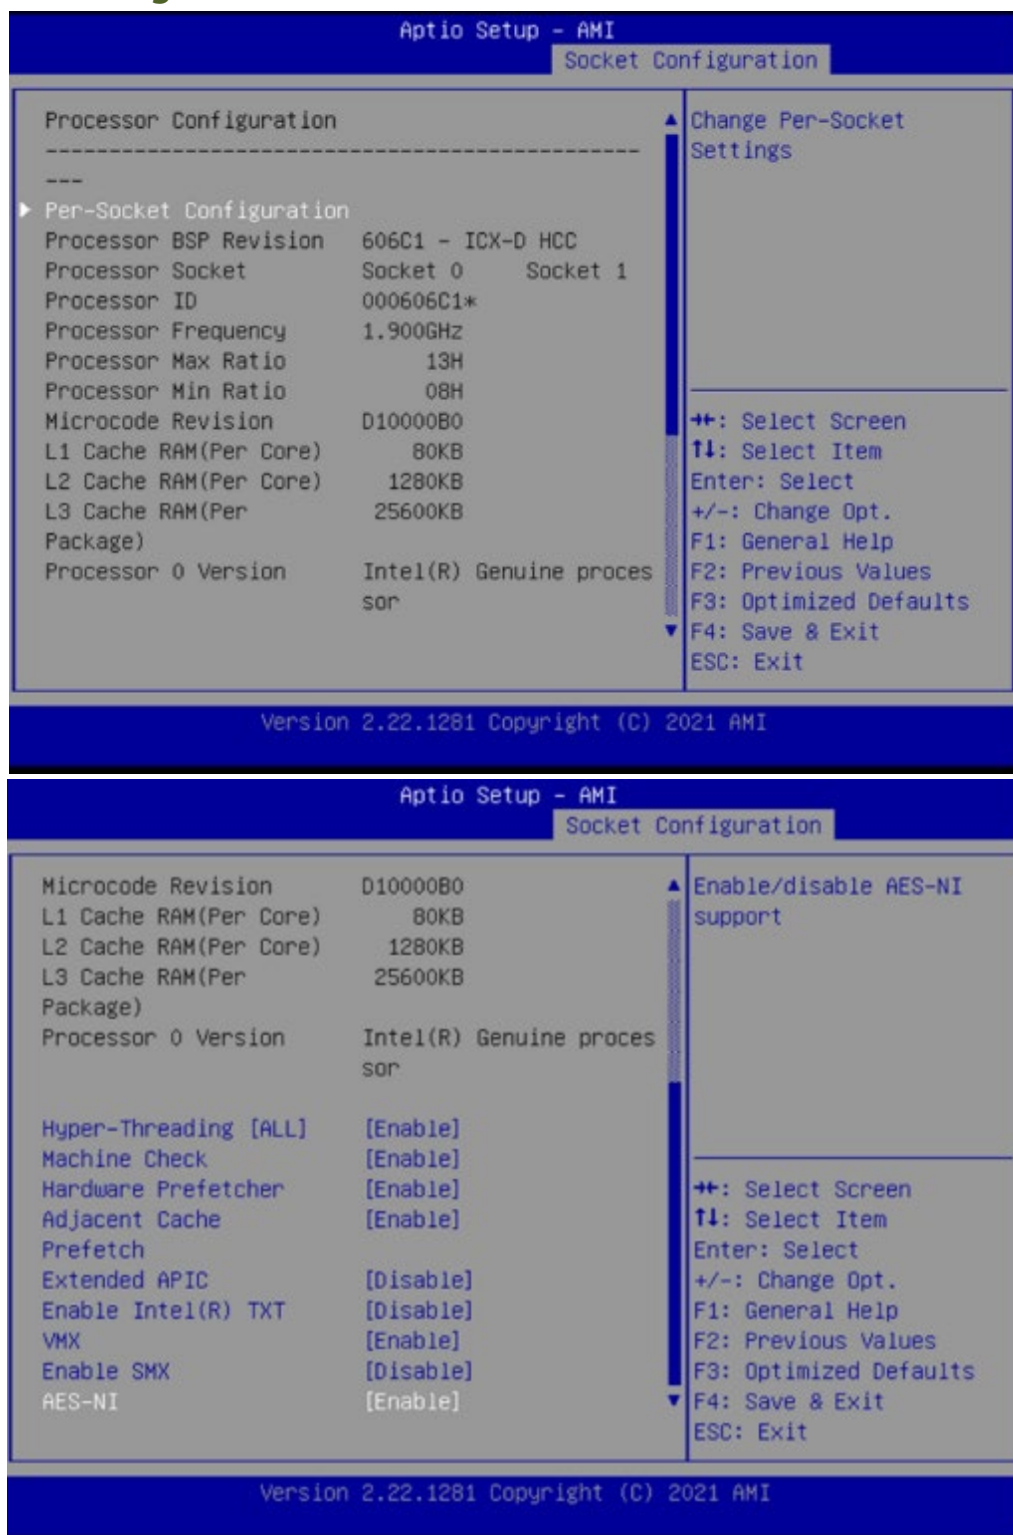 Aptio Setup – AMI
Socket Configuration
Processor Configuration
-----------------------------------------------
---
Per-Socket Configuration
Processor BSP Revision 606C1 – ICX-D HCC
Processor Socket Socket 0 Socket 1
Processor ID 000606C1*
Processor Frequency 1.900GHz
Processor Max Ratio 13H
Processor Min Ratio 08H
Microcode Revision D10000B0
L1 Cache RAM(Per Core) 80KB
L2 Cache RAM(Per Core) 1280KB
L3 Cache RAM(Per 25600KB
Package)
Processor 0 Version Intel(R) Genuine proces
sor
Change Per-Socket
Settings
→←: Select Screen
↑↓: Select Item
Enter: Select
+/-: Change Opt.
F1: General Help
F2: Previous Values
F3: Optimized Defaults
F4: Save & Exit
ESC: Exit
Version 2.22.1281 Copyright (C) 2021 AMI
Aptio Setup – AMI
Socket Configuration
Microcode Revision D10000B0
L1 Cache RAM(Per Core) 80KB
L2 Cache RAM(Per Core) 1280KB
L3 Cache RAM(Per 25600KB
Package)
Processor 0 Version Intel(R) Genuine proces
sor
Hyper-Threading [ALL] [Enable]
Machine Check [Enable]
Hardware Prefetcher [Enable]
Adjacent Cache [Enable]
Prefetch
Extended APIC [Disable]
Enable Intel(R) TXT [Disable]
VMX [Enable]
Enable SMX [Disable]
AES-NI [Enable]
Enable/disable AES-NI
support
→←: Select Screen
↑↓: Select Item
Enter: Select
+/-: Change Opt.
F1: General Help
F2: Previous Values
F3: Optimized Defaults
F4: Save & Exit
ESC: Exit
Version 2.22.1281 Copyright (C) 2021 AMI